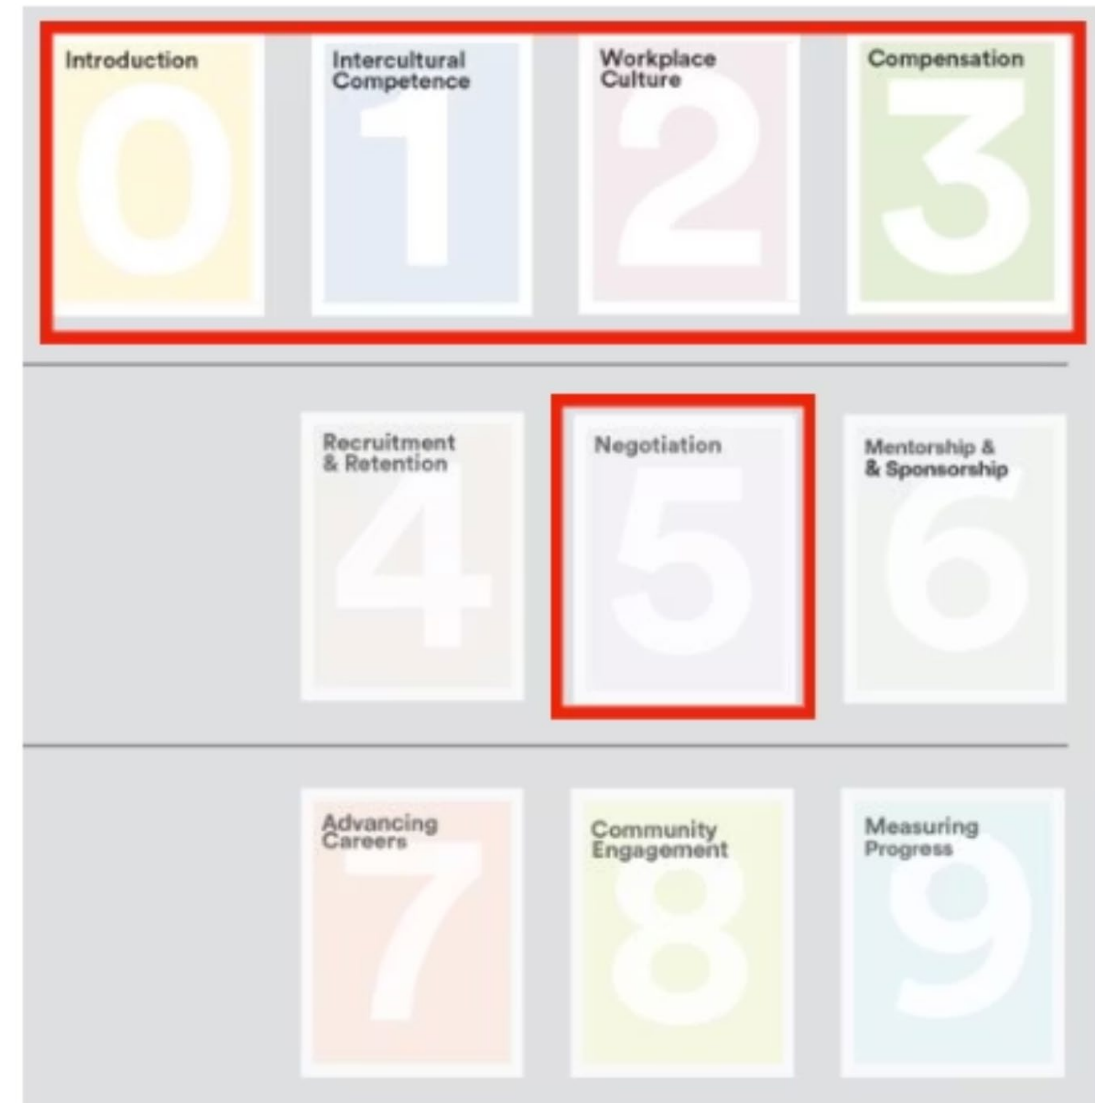 Introduction
0
Intercultural
Competence
1
Workplace
Culture
2
Compensation
3
Recruitment
& Retention
4
Negotiation
5
Mentorship &
& Sponsorship
6
Advancing
Careers
7
Community
Engagement
8
Measuring
Progress
9